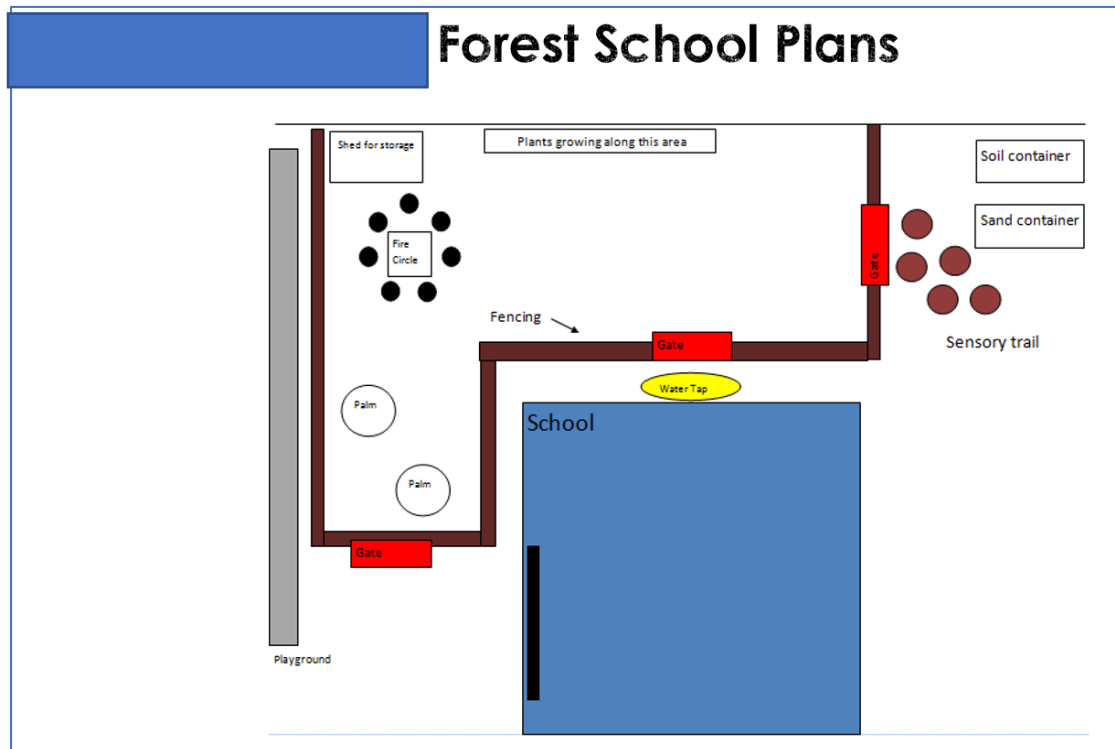 Forest School Plans
Shed for storage
Plants growing along this area
Soil container
Sand container
Fire
Circle
Gate
Fencing
Gate
Sensory trail
Water Tap
Palm
School
Palm
Gate
Playground